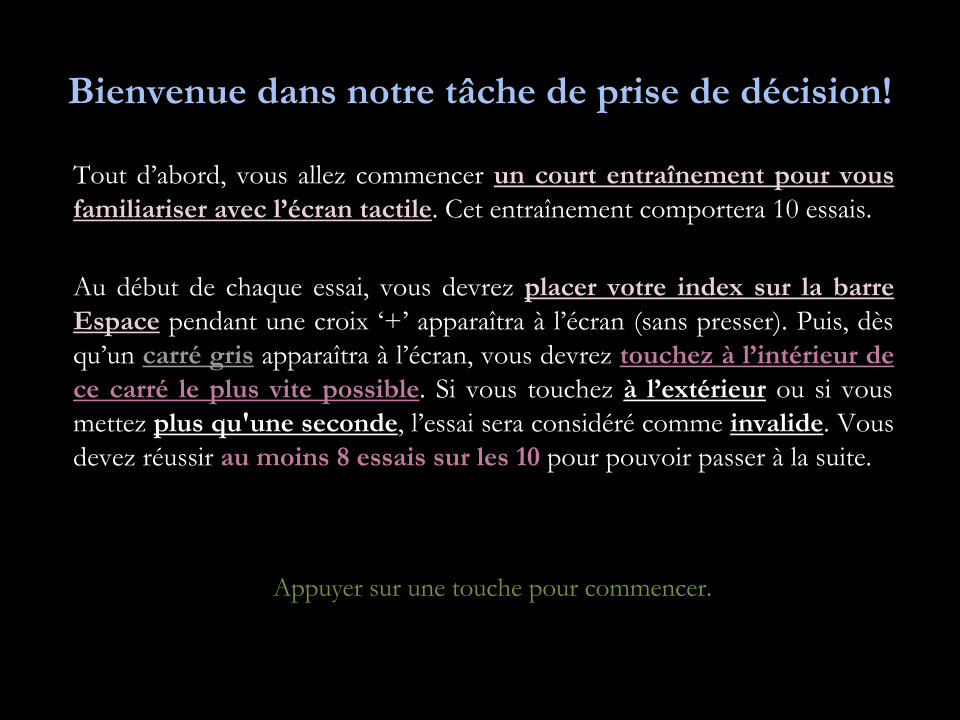 Bienvenue dans notre tâche de prise de décision!
Tout d’abord, vous allez commencer un court entraînement pour vous
familiariser avec l’écran tactile. Cet entraînement comportera 10 essais.
Au début de chaque essai, vous devrez placer votre index sur la barre
Espace pendant une croix ‘+’ apparaîtra à l’écran (sans presser). Puis, dès
qu’un carré gris apparaîtra à l’écran, vous devrez touchez à l’intérieur de
ce carré le plus vite possible. Si vous touchez à l’extérieur ou si vous
mettez plus qu'une seconde, l’essai sera considéré comme invalide. Vous
devez réussir au moins 8 essais sur les 10 pour pouvoir passer à la suite.
Appuyer sur une touche pour commencer.